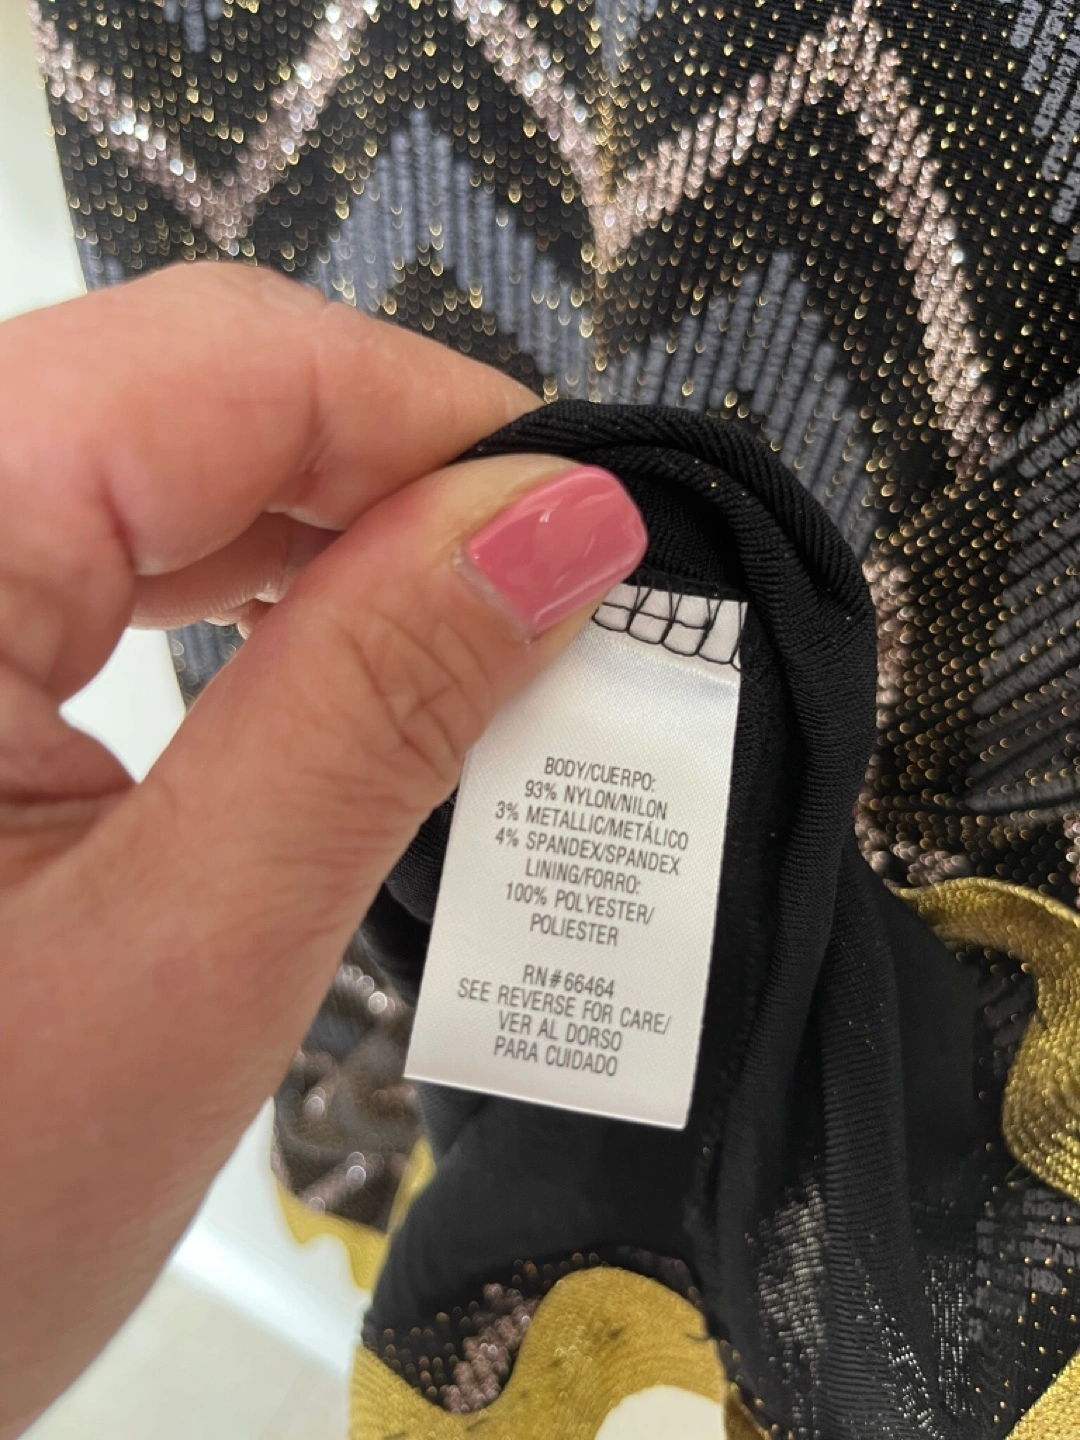 BODY/CUERPO:
93% NYLON/NILON
3% METALLIC/METÁLICO
4% SPANDEX/SPANDEX
LINING/FORRO:
100% POLYESTER/
POLIESTER
RN#66464
SEE REVERSE FOR CARE/
VER AL DORSO
PARA CUIDADO